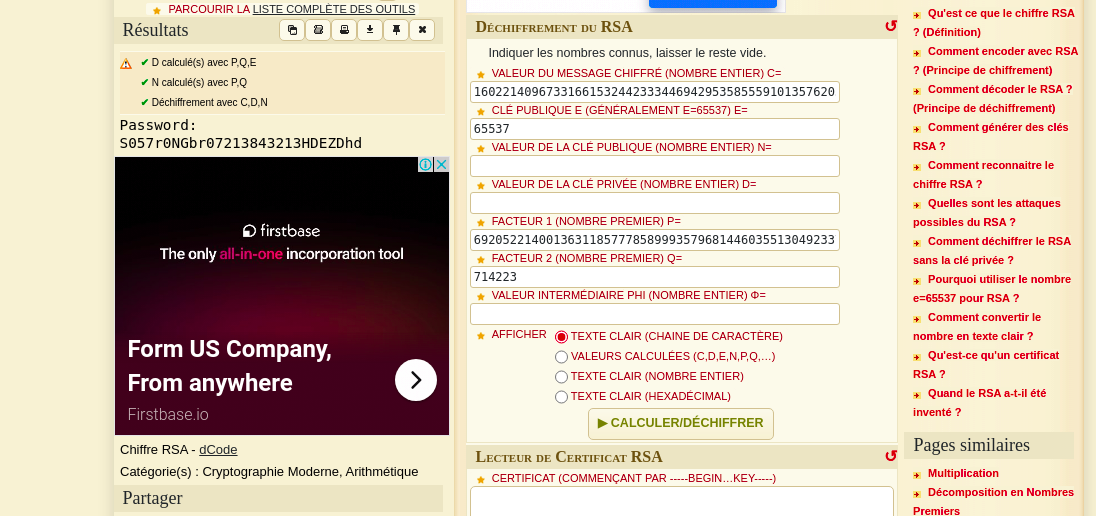 PARCOURIR LA LISTE COMPLÈTE DES OUTILS
Résultats
D calculé(s) avec P,Q,E
N calculé(s) avec P,Q
Déchiffrement avec C,D,N
Password:
S057r0NGbr07213843213HDEZDhd
firstbase
The only all-in-one incorporation tool
Form US Company,
From anywhere
Firstbase.io
Chiffre RSA - dCode
Catégorie(s) : Cryptographie Moderne, Arithmétique
Partager
Déchiffrement du RSA
Indiquer les nombres connus, laisser le reste vide.
VALEUR DU MESSAGE CHIFFRÉ (NOMBRE ENTIER) C=
16022140967331661532442333446942953585559101357620
CLÉ PUBLIQUE E (GÉNÉRALEMENT E=65537) E=
65537
VALEUR DE LA CLÉ PUBLIQUE (NOMBRE ENTIER) N=
VALEUR DE LA CLÉ PRIVÉE (NOMBRE ENTIER) D=
FACTEUR 1 (NOMBRE PREMIER) P=
69205221400136311857778589993579681446035513049233
FACTEUR 2 (NOMBRE PREMIER) Q=
714223
VALEUR INTERMÉDIAIRE PHI (NOMBRE ENTIER) Φ=
AFFICHER
TEXTE CLAIR (CHAINE DE CARACTÈRE)
VALEURS CALCULÉES (C,D,E,N,P,Q,…)
TEXTE CLAIR (NOMBRE ENTIER)
TEXTE CLAIR (HEXADÉCIMAL)
▶ CALCULER/DÉCHIFFRER
Lecteur de Certificat RSA
CERTIFICAT (COMMENÇANT PAR -----BEGIN…KEY-----)
Qu'est ce que le chiffre RSA
? (Définition)
Comment encoder avec RSA
? (Principe de chiffrement)
Comment décoder le RSA ?
(Principe de déchiffrement)
Comment générer des clés
RSA ?
Comment reconnaitre le
chiffre RSA ?
Quelles sont les attaques
possibles du RSA ?
Comment déchiffrer le RSA
sans la clé privée ?
Pourquoi utiliser le nombre
e=65537 pour RSA ?
Comment convertir le
nombre en texte clair ?
Qu'est-ce qu'un certificat
RSA ?
Quand le RSA a-t-il été
inventé ?
Pages similaires
Multiplication
Décomposition en Nombres
Premiers